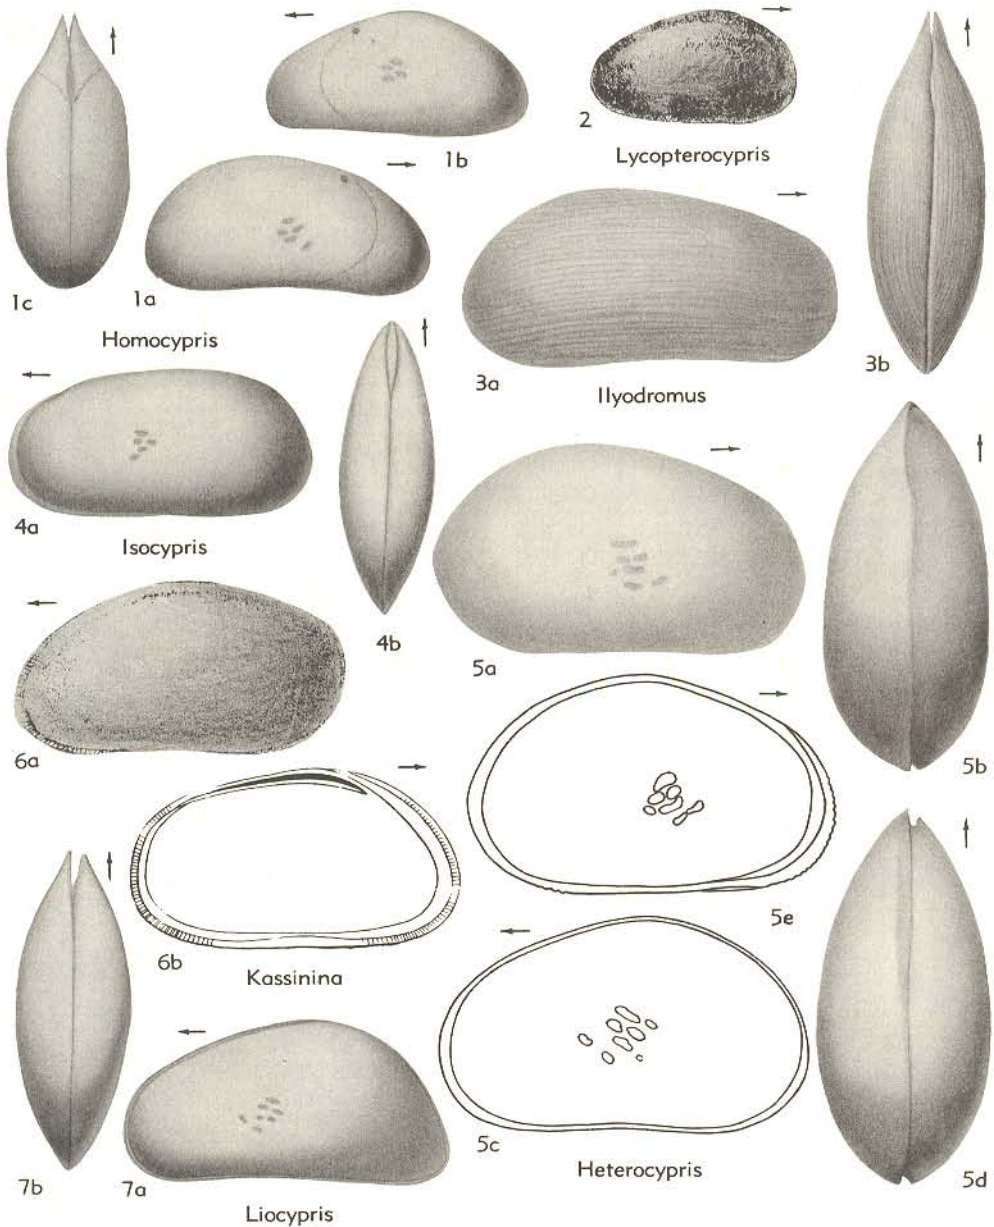 1c
1b
2
Lycopterocypris
1a
Homocypris
3a
Ilyodromus
3b
4a
Isocypris
4b
5a
5b
6a
6b
Kassinina
5e
5c
Heterocypris
5d
7b
7a
Liocypris